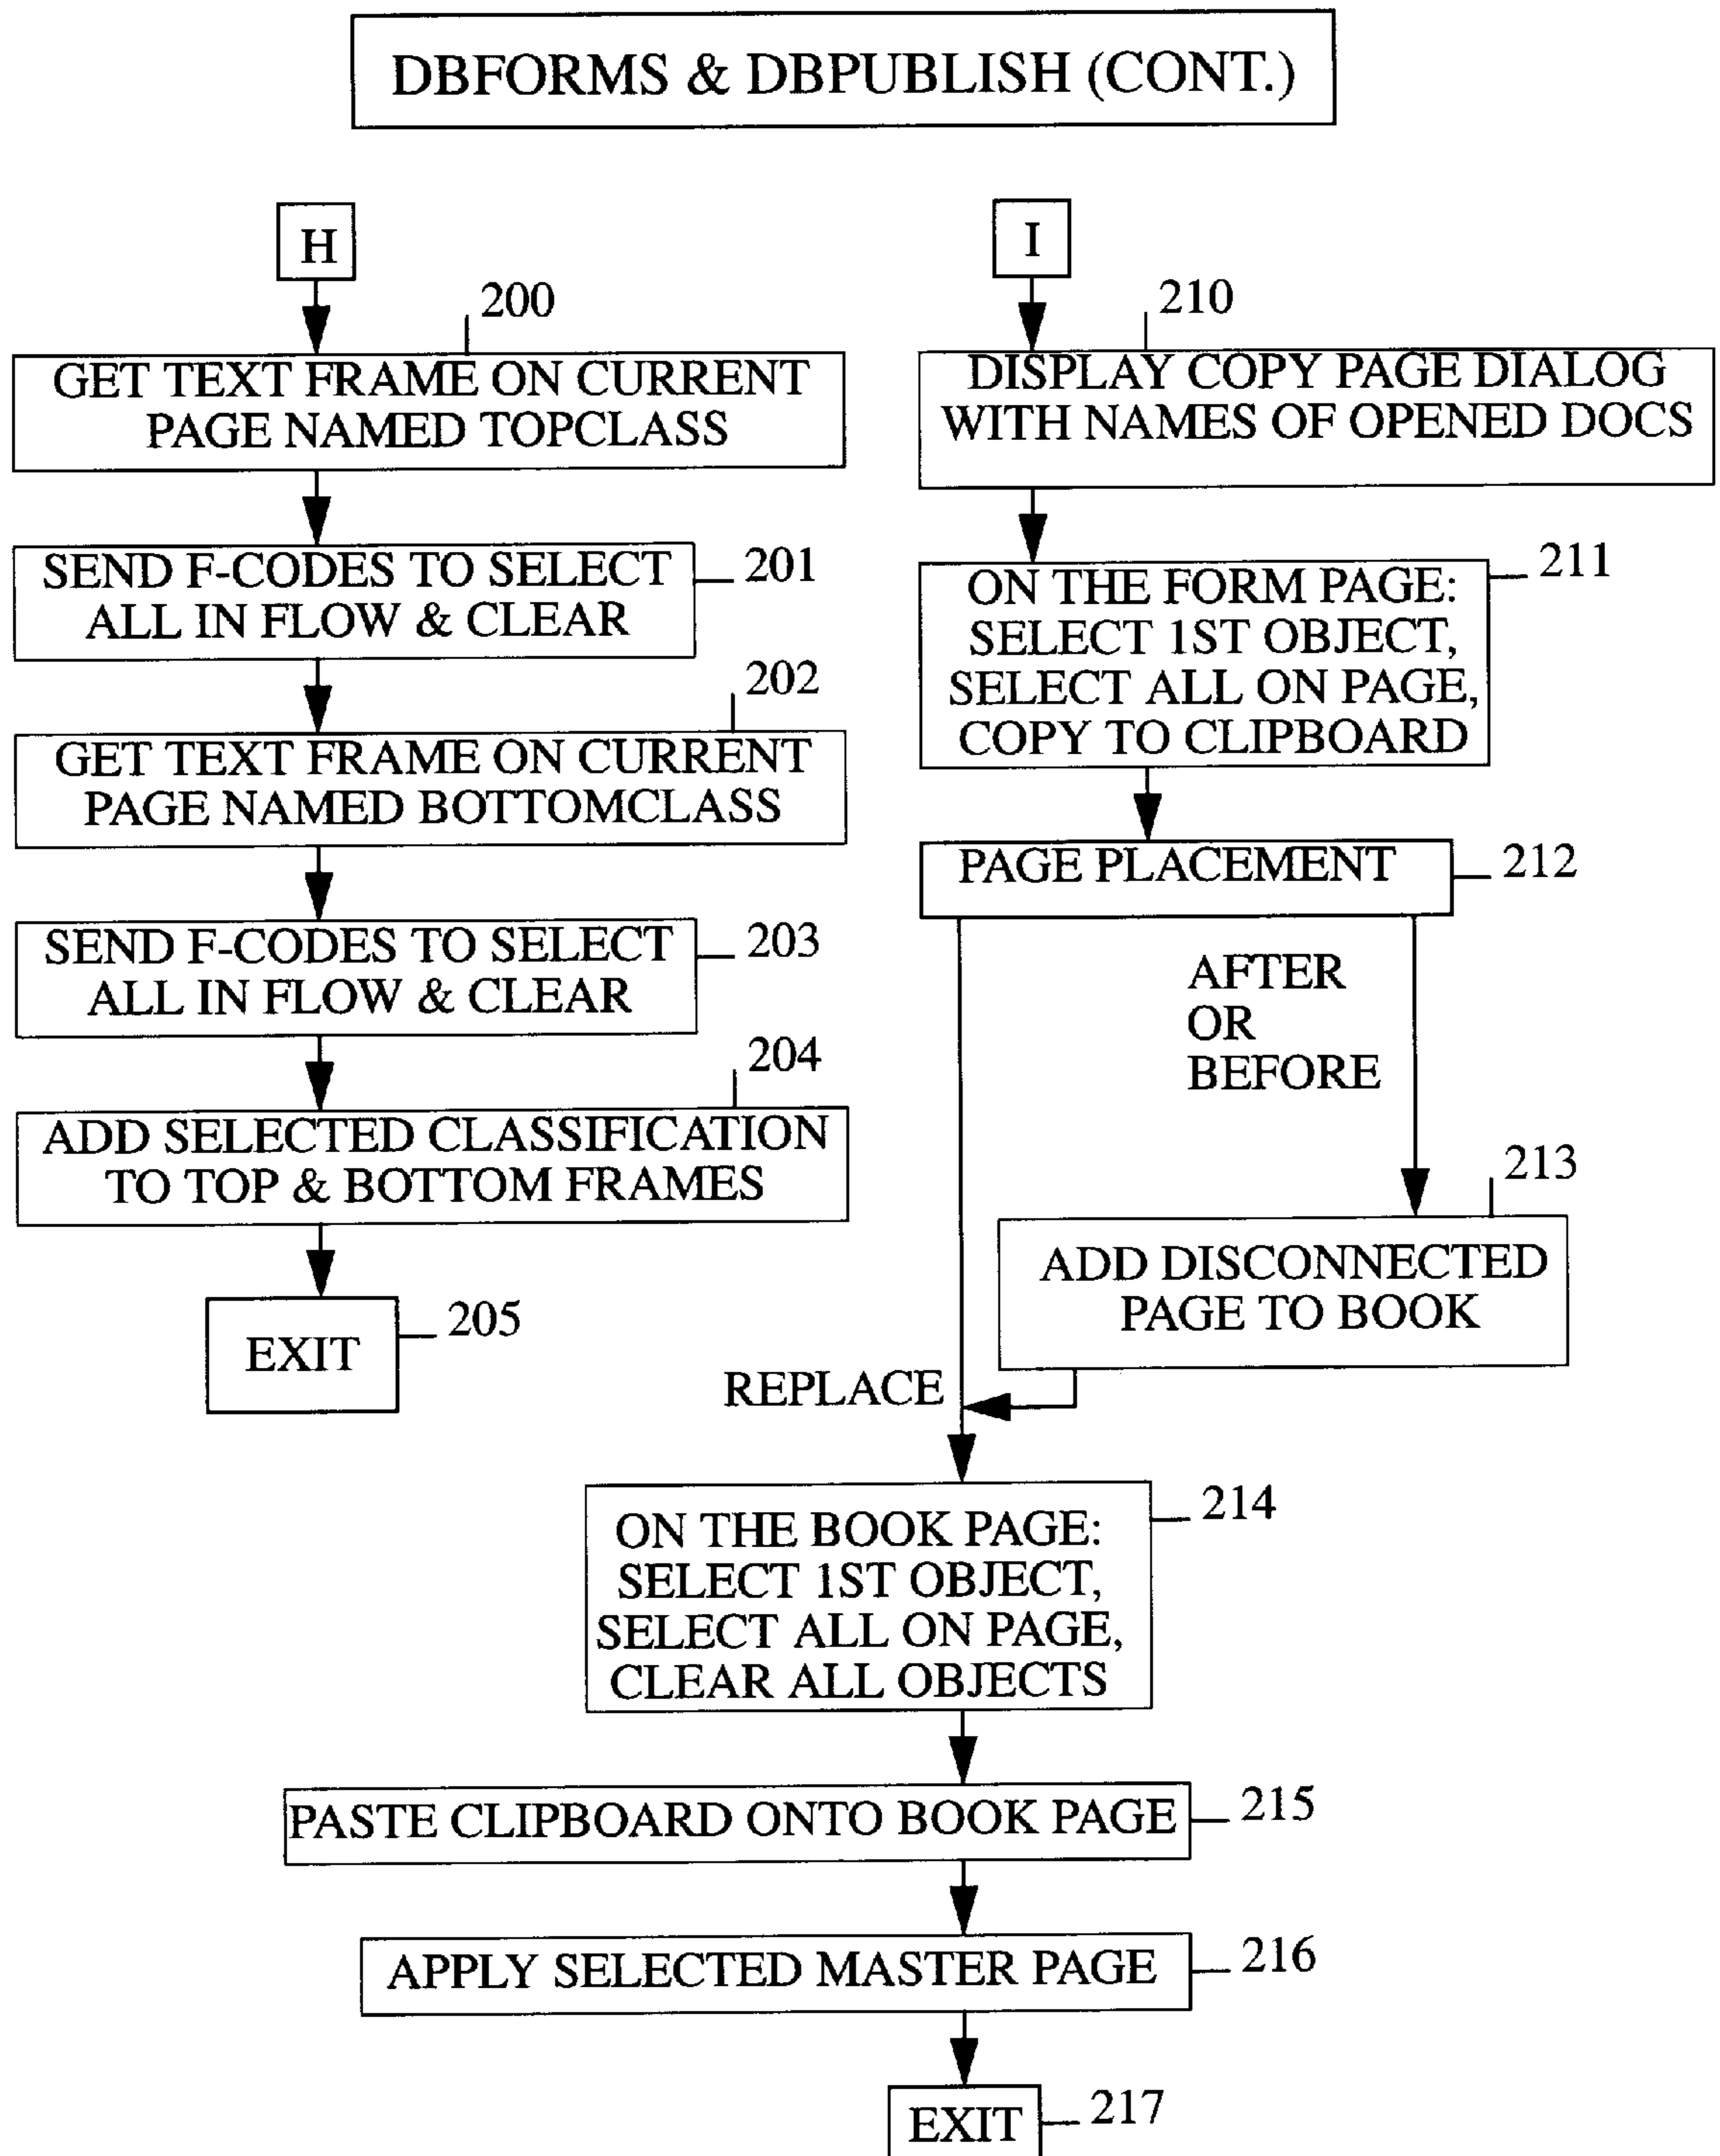 DBFORMS & DBPUBLISH (CONT.)
H
200
GET TEXT FRAME ON CURRENT
PAGE NAMED TOPCLASS
SEND F-CODES TO SELECT
ALL IN FLOW & CLEAR
201
202
GET TEXT FRAME ON CURRENT
PAGE NAMED BOTTOMCLASS
SEND F-CODES TO SELECT
ALL IN FLOW & CLEAR
203
204
ADD SELECTED CLASSIFICATION
TO TOP & BOTTOM FRAMES
EXIT
205
I
210
DISPLAY COPY PAGE DIALOG
WITH NAMES OF OPENED DOCS
ON THE FORM PAGE:
SELECT 1ST OBJECT,
SELECT ALL ON PAGE,
COPY TO CLIPBOARD
211
PAGE PLACEMENT
212
AFTER
OR
BEFORE
213
ADD DISCONNECTED
PAGE TO BOOK
REPLACE
ON THE BOOK PAGE:
SELECT 1ST OBJECT,
SELECT ALL ON PAGE,
CLEAR ALL OBJECTS
214
PASTE CLIPBOARD ONTO BOOK PAGE
215
APPLY SELECTED MASTER PAGE
216
EXIT
217